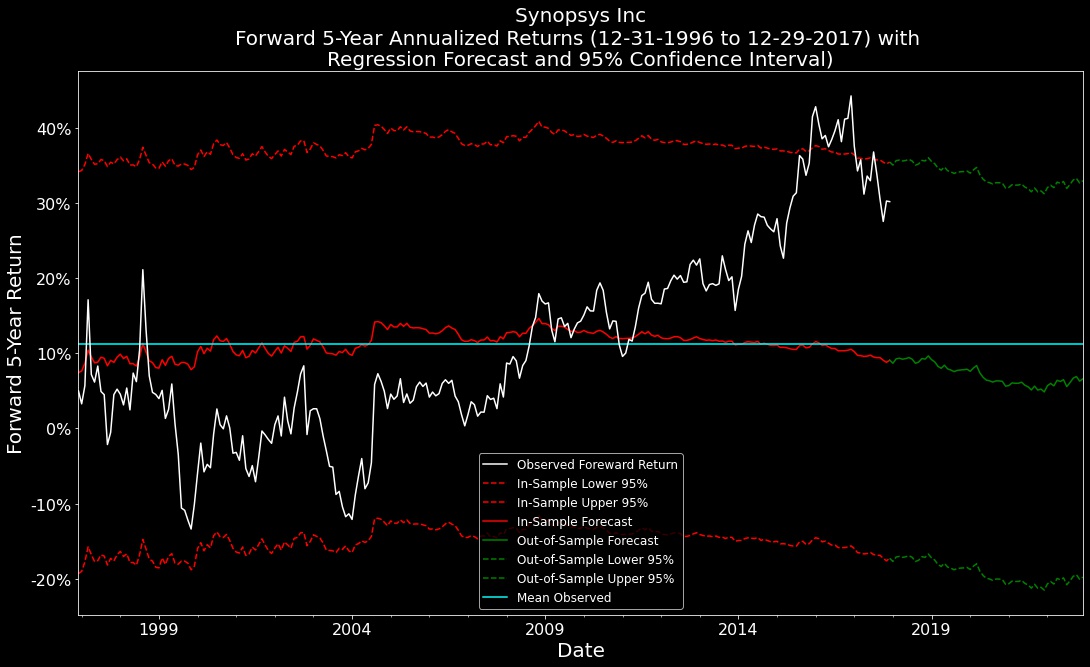 Synopsys Inc
Forward 5-Year Annualized Returns (12-31-1996 to 12-29-2017) with
Regression Forecast and 95% Confidence Interval)
Forward 5-Year Return
40%
30%
20%
10%
0%
-10%
-20%
Observed Foreward Return
In-Sample Lower 95%
In-Sample Upper 95%
In-Sample Forecast
Out-of-Sample Forecast
Out-of-Sample Lower 95%
Out-of-Sample Upper 95%
Mean Observed
1999 2004 2009 2014 2019
Date